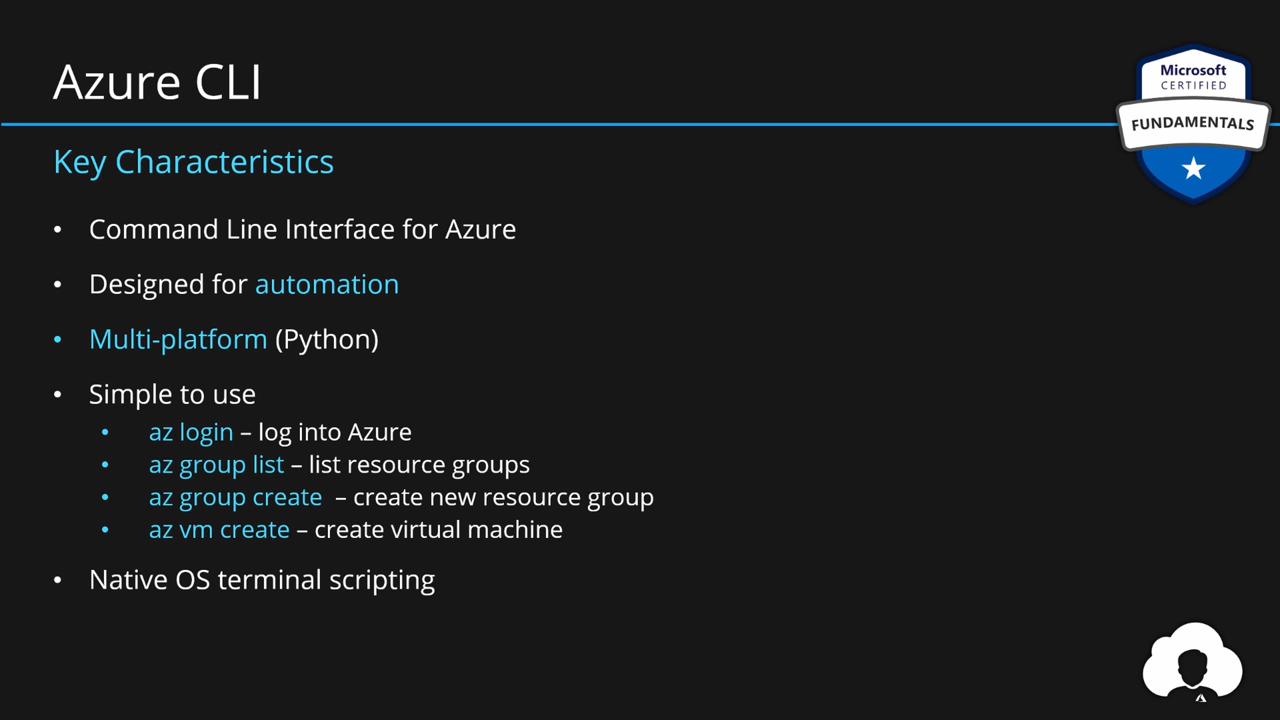 Azure CLI
Microsoft
CERTIFIED
FUNDAMENTALS
Key Characteristics
• Command Line Interface for Azure
• Designed for automation
• Multi-platform (Python)
• Simple to use
• az login – log into Azure
• az group list – list resource groups
• az group create – create new resource group
• az vm create – create virtual machine
• Native OS terminal scripting